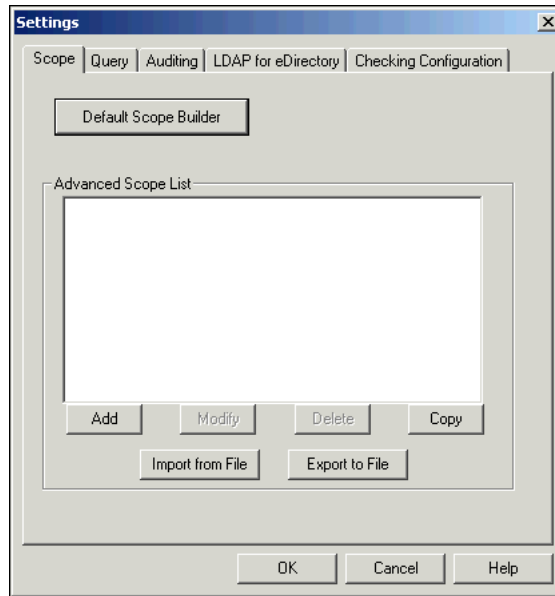 Settings
Scope Query Auditing LDAP for eDirectory Checking Configuration
Default Scope Builder
Advanced Scope List
Add Modify Delete Copy
Import from File Export to File
OK Cancel Help